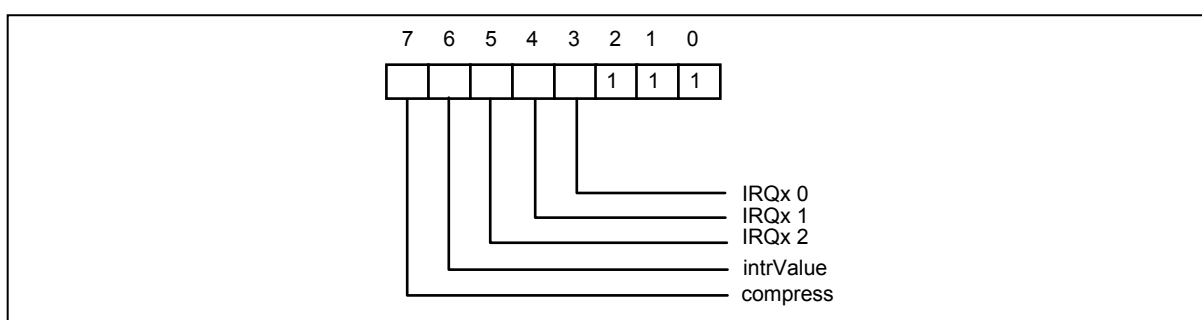 7 6 5 4 3 2 1 0
1 1 1
IRQx 0
IRQx 1
IRQx 2
intrValue
compress